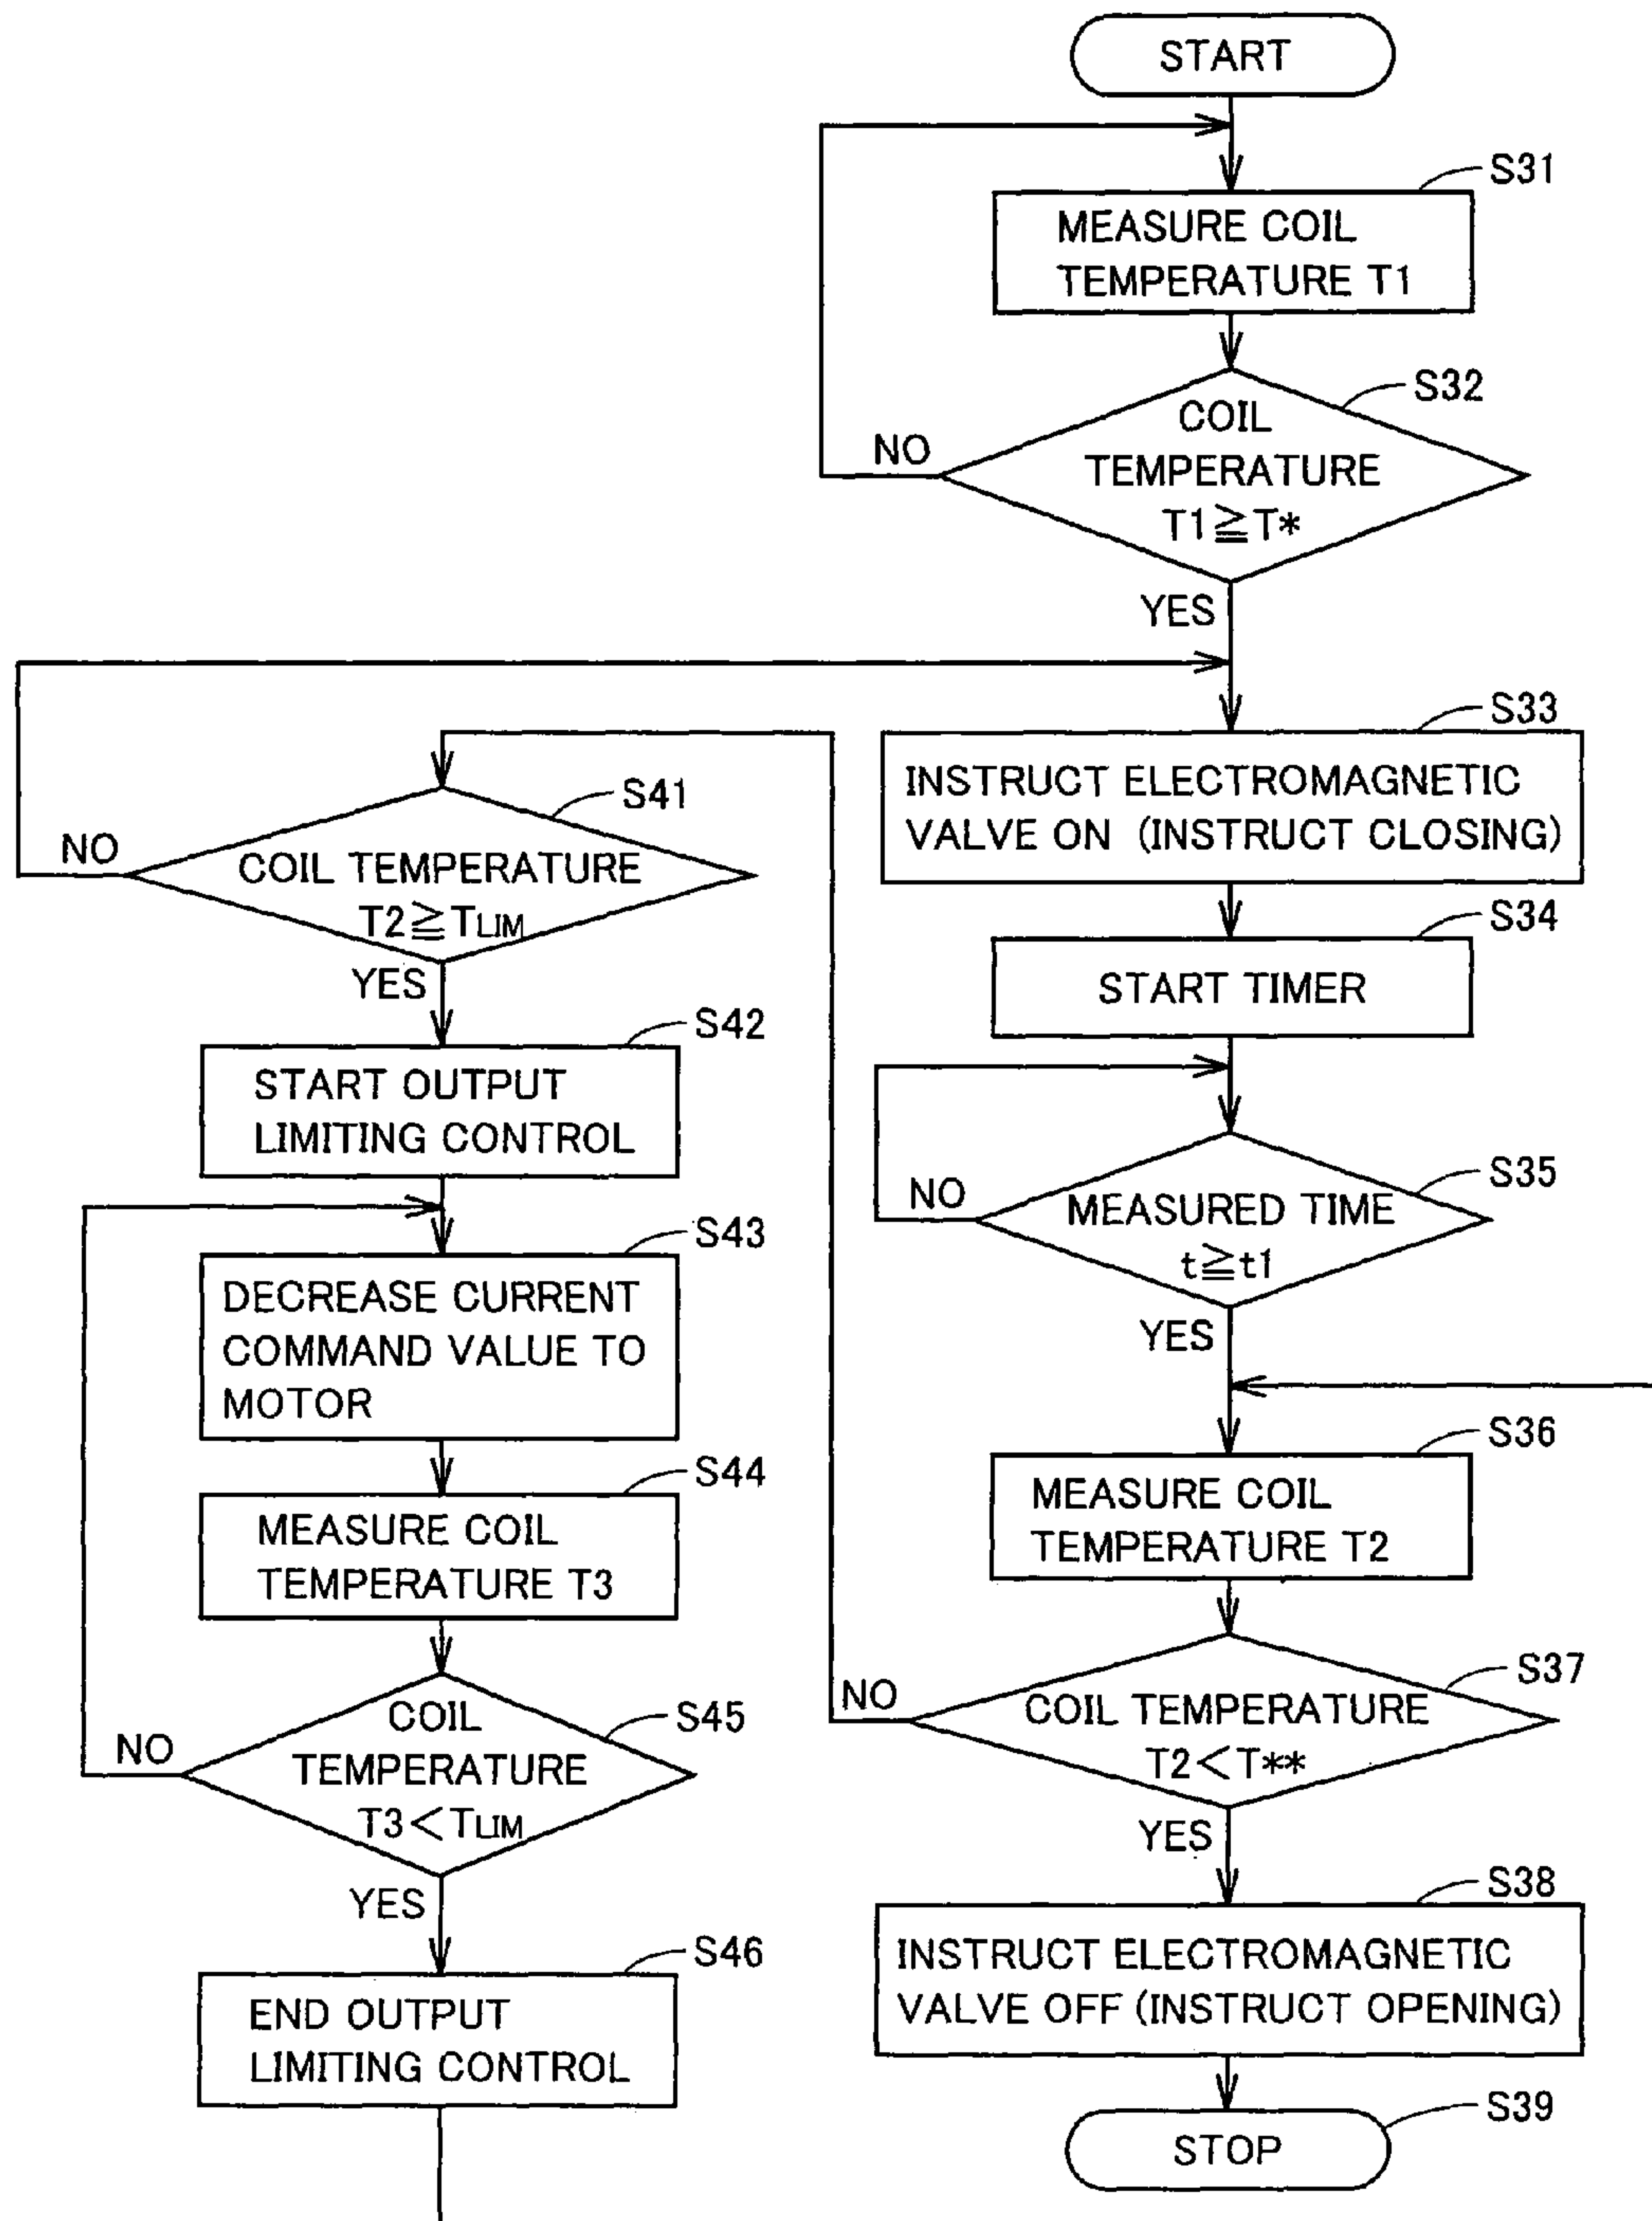 START
S31
MEASURE COIL
TEMPERATURE T1
S32
COIL
TEMPERATURE
T1≧T*
NO
YES
S33
INSTRUCT ELECTROMAGNETIC
VALVE ON (INSTRUCT CLOSING)
S34
START TIMER
S35
MEASURED TIME
t≧t1
NO
YES
S36
MEASURE COIL
TEMPERATURE T2
S37
COIL TEMPERATURE
T2<T**
NO
YES
S38
INSTRUCT ELECTROMAGNETIC
VALVE OFF (INSTRUCT OPENING)
S39
STOP
S41
COIL TEMPERATURE
T2≧TLIM
NO
YES
S42
START OUTPUT
LIMITING CONTROL
S43
DECREASE CURRENT
COMMAND VALUE TO
MOTOR
S44
MEASURE COIL
TEMPERATURE T3
S45
COIL
TEMPERATURE
T3<TLIM
NO
YES
S46
END OUTPUT
LIMITING CONTROL